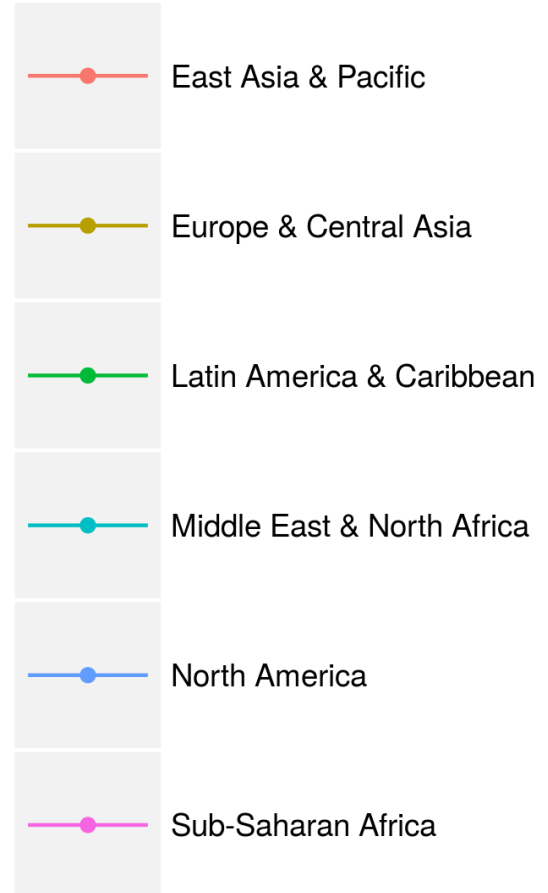 East Asia & Pacific
Europe & Central Asia
Latin America & Caribbean
Middle East & North Africa
North America
Sub-Saharan Africa